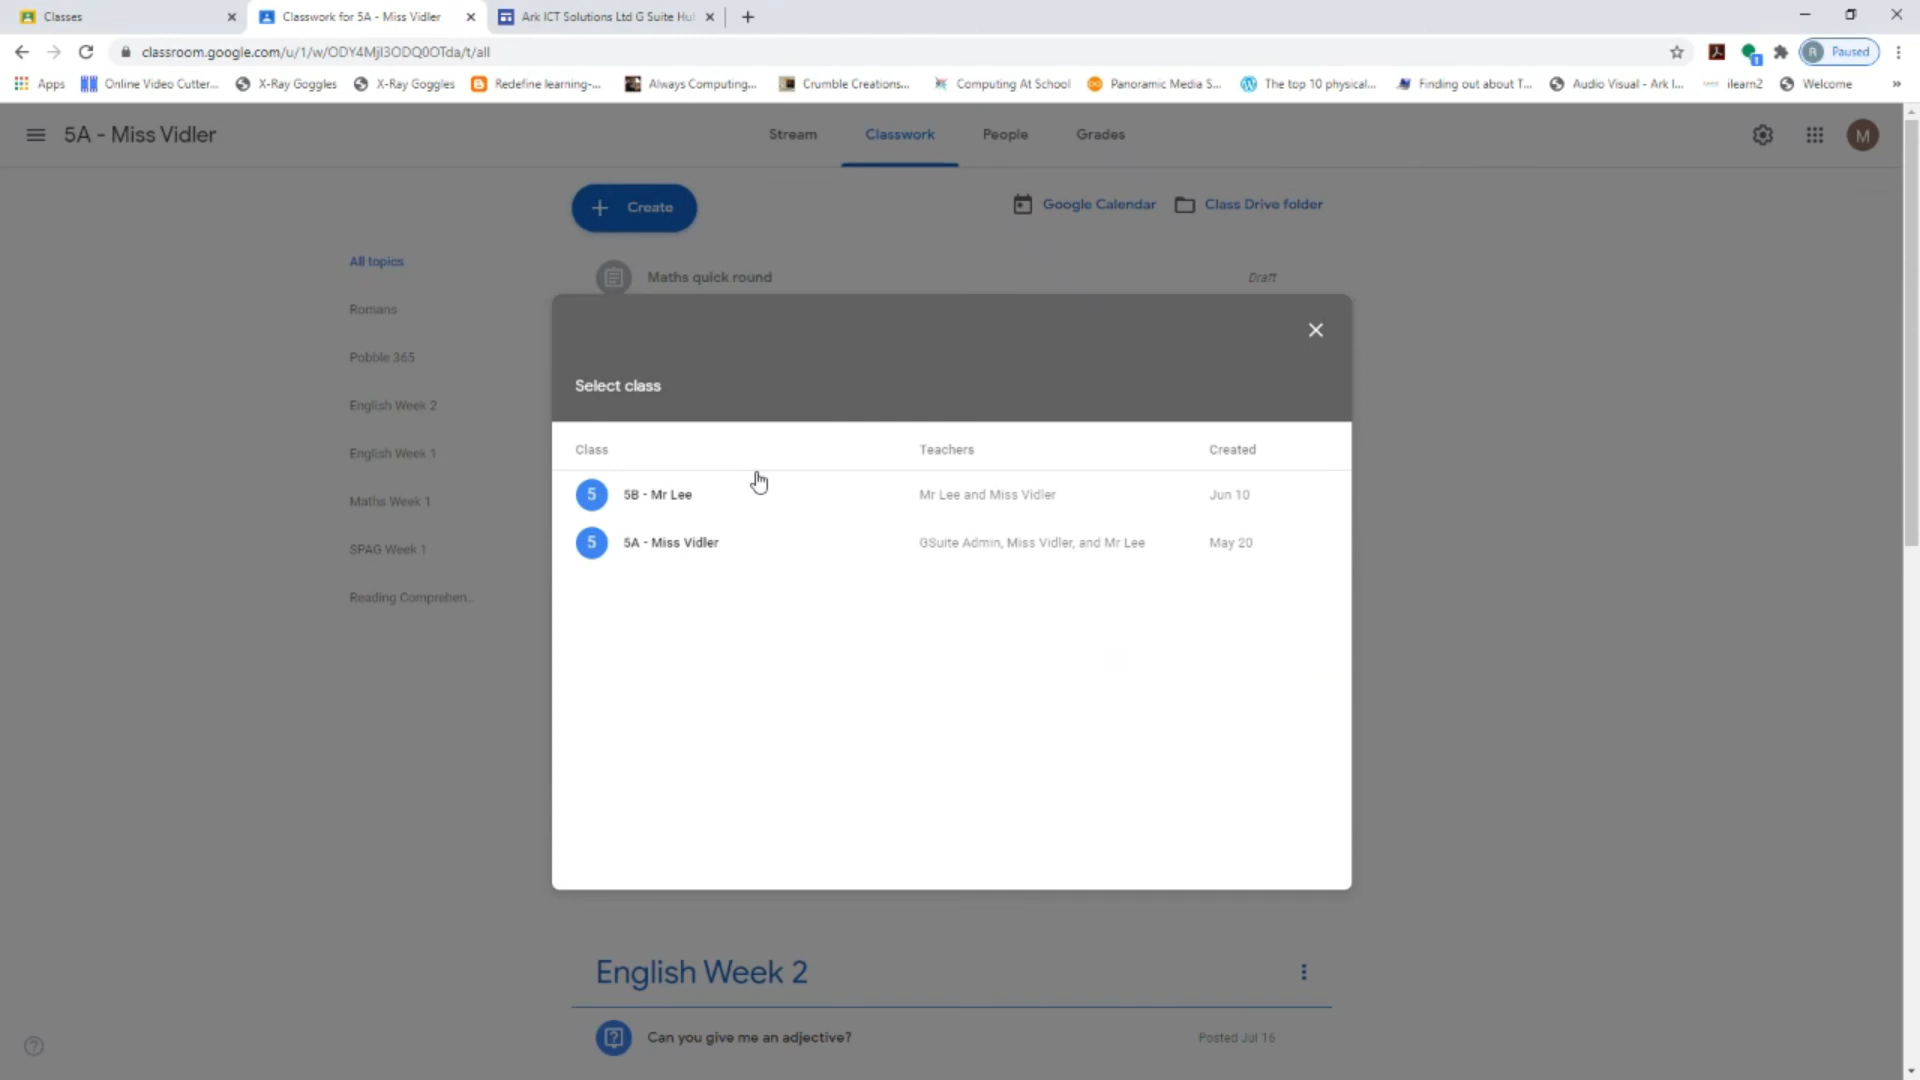 Classes
Classwork for 5A - Miss Vidler
Ark ICT Solutions Ltd G Suite Hu
classroom.google.com/u/1/w/ODY4MjI3ODQ0OTda/t/all
Paused
Apps
Online Video Cutter...
X-Ray Goggles
X-Ray Goggles
Redefine learning-...
Always Computing...
Crumble Creations...
Computing At School
Panoramic Media S...
The top 10 physical...
Finding out about T...
Audio Visual - Ark I...
ilearn2
Welcome
5A - Miss Vidler
Stream
Classwork
People
Grades
M
Create
Google Calendar
Class Drive folder
All topics
Romans
Pobble 365
English Week 2
English Week 1
Maths Week 1
SPAG Week 1
Reading Comprehen...
Maths quick round
Draft
Select class
Class
Teachers
Created
5
5B - Mr Lee
Mr Lee and Miss Vidler
Jun 10
5
5A - Miss Vidler
GSuite Admin, Miss Vidler, and Mr Lee
May 20
English Week 2
Can you give me an adjective?
Posted Jul 16